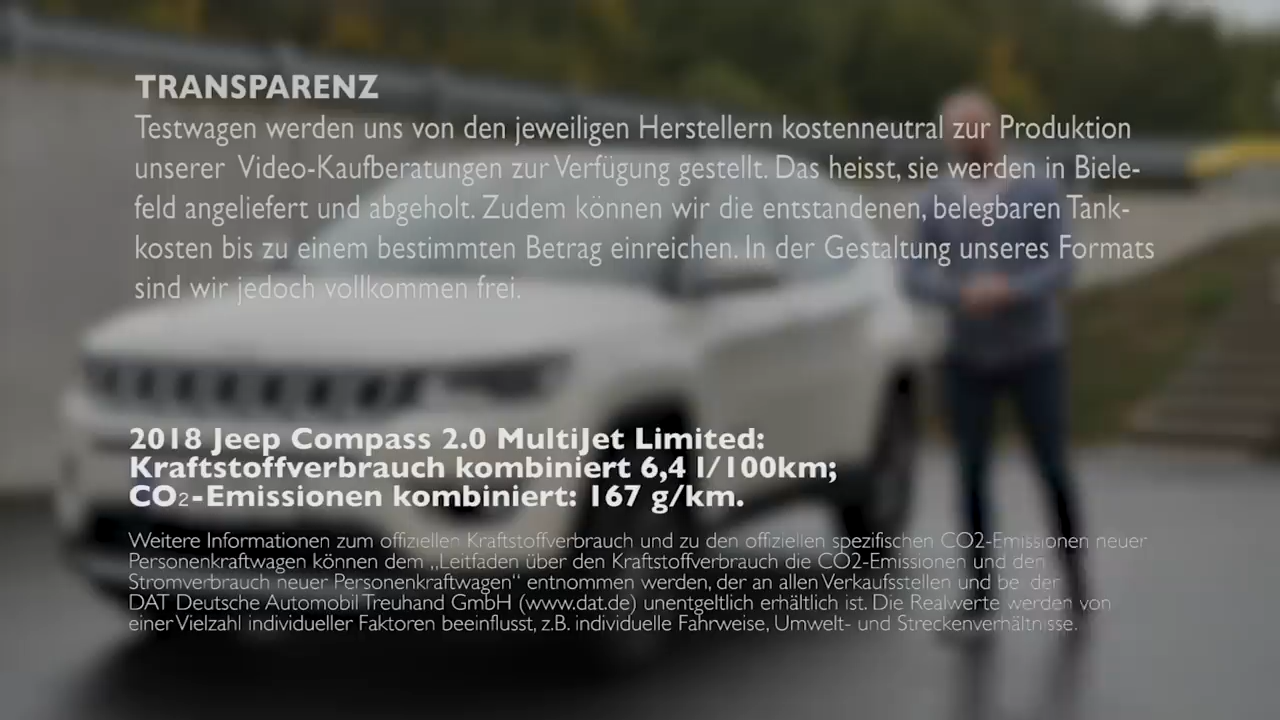 TRANSPARENZ
Testwagen werden uns von den jeweiligen Herstellern kostenneutral zur Produktion
unserer Video-Kaufberatungen zur Verfügung gestellt. Das heisst, sie werden in Biele-
feld angeliefert und abgeholt. Zudem können wir die entstandenen, belegbaren Tank-
kosten bis zu einem bestimmten Betrag einreichen. In der Gestaltung unseres Formats
sind wir jedoch vollkommen frei.
2018 Jeep Compass 2.0 MultiJet Limited:
Kraftstoffverbrauch kombiniert 6,4 l/100km;
CO₂-Emissionen kombiniert: 167 g/km.
Weitere Informationen zum offiziellen Kraftstoffverbrauch und zu den offiziellen spezifischen CO2-Emissionen neuer
Personenkraftwagen können dem „Leitfaden über den Kraftstoffverbrauch die CO2-Emissionen und den
Stromverbrauch neuer Personenkraftwagen“ entnommen werden, der an allen Verkaufsstellen und be der
DAT Deutsche Automobil Treuhand GmbH (www.dat.de) unentgeltlich erhältlich ist. Die Realwerte werden von
einer Vielzahl individueller Faktoren beeinflusst, z.B. individuelle Fahrweise, Umwelt- und Streckenverhältnisse.